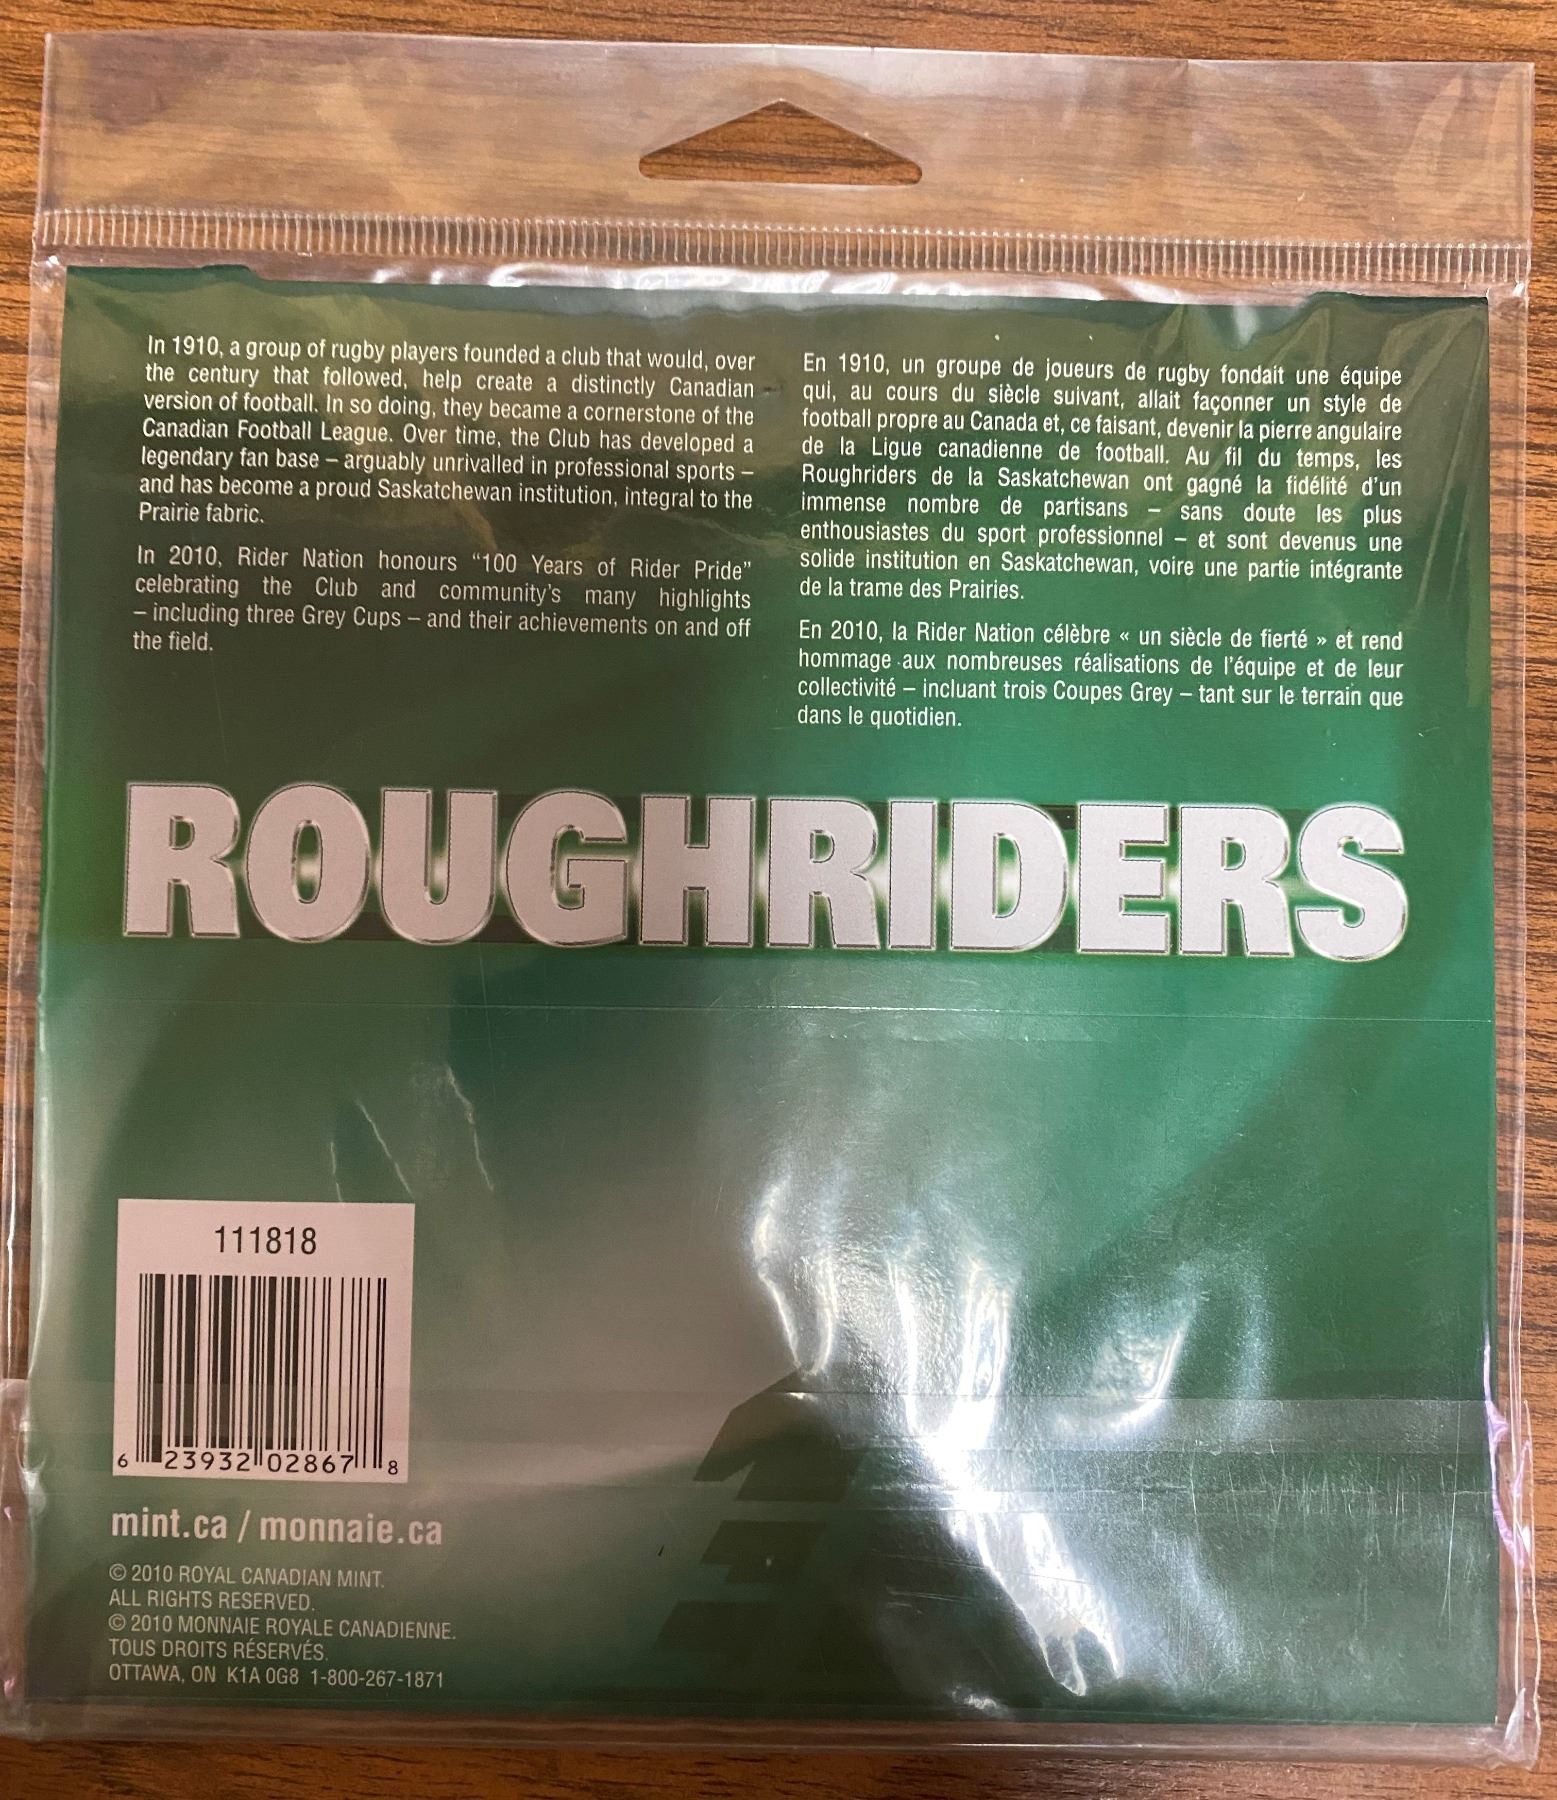 In 1910, a group of rugby players founded a club that would, over
the century that followed, help create a distinctly Canadian
version of football. In so doing, they became a cornerstone of the
Canadian Football League. Over time, the Club has developed a
legendary fan base – arguably unrivalled in professional sports –
and has become a proud Saskatchewan institution, integral to the
Prairie fabric.
In 2010, Rider Nation honours “100 Years of Rider Pride”
celebrating the Club and community’s many highlights
– including three Grey Cups – and their achievements on and off
the field.
En 1910, un groupe de joueurs de rugby fondait une équipe
qui, au cours du siècle suivant, allait façonner un style de
football propre au Canada et, ce faisant, devenir la pierre angulaire
de la Ligue canadienne de football. Au fil du temps, les
Roughriders de la Saskatchewan ont gagné la fidélité d’un
immense nombre de partisans – sans doute les plus
enthousiastes du sport professionnel – et sont devenus une
solide institution en Saskatchewan, voire une partie intégrante
de la trame des Prairies.
En 2010, la Rider Nation célèbre « un siècle de fierté » et rend
hommage aux nombreuses réalisations de l’équipe et de leur
collectivité – incluant trois Coupes Grey – tant sur le terrain que
dans le quotidien.
ROUGHRIDERS
111818
6 23932 02867 8
mint.ca / monnaie.ca
© 2010 ROYAL CANADIAN MINT.
ALL RIGHTS RESERVED.
© 2010 MONNAIE ROYALE CANADIENNE.
TOUS DROITS RÉSERVÉS.
OTTAWA, ON K1A 0G8 1-800-267-1871